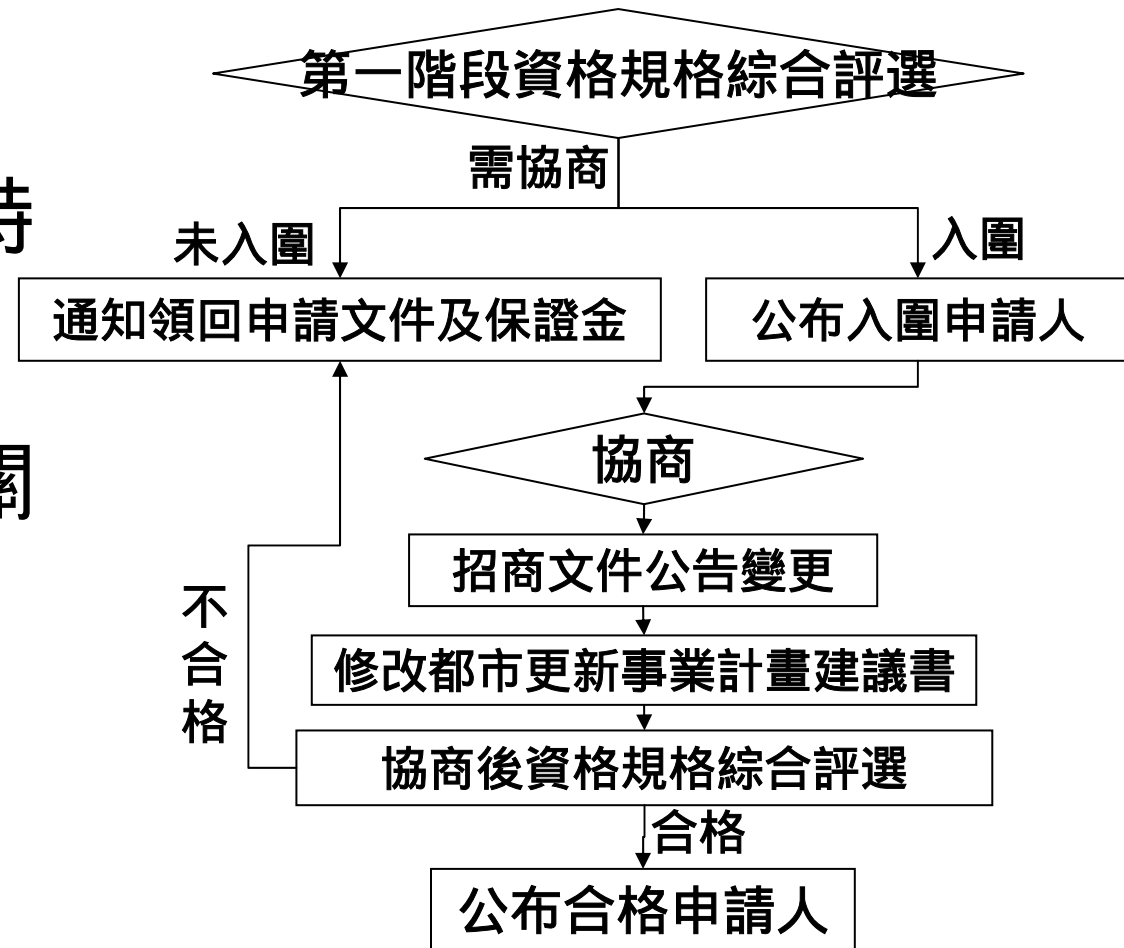 第一階段資格規格綜合評選
需協商
未入圍
入圍
通知領回申請文件及保證金
公布入圍申請人
協商
招商文件公告變更
修改都市更新事業計畫建議書
不合格
協商後資格規格綜合評選
合格
公布合格申請人